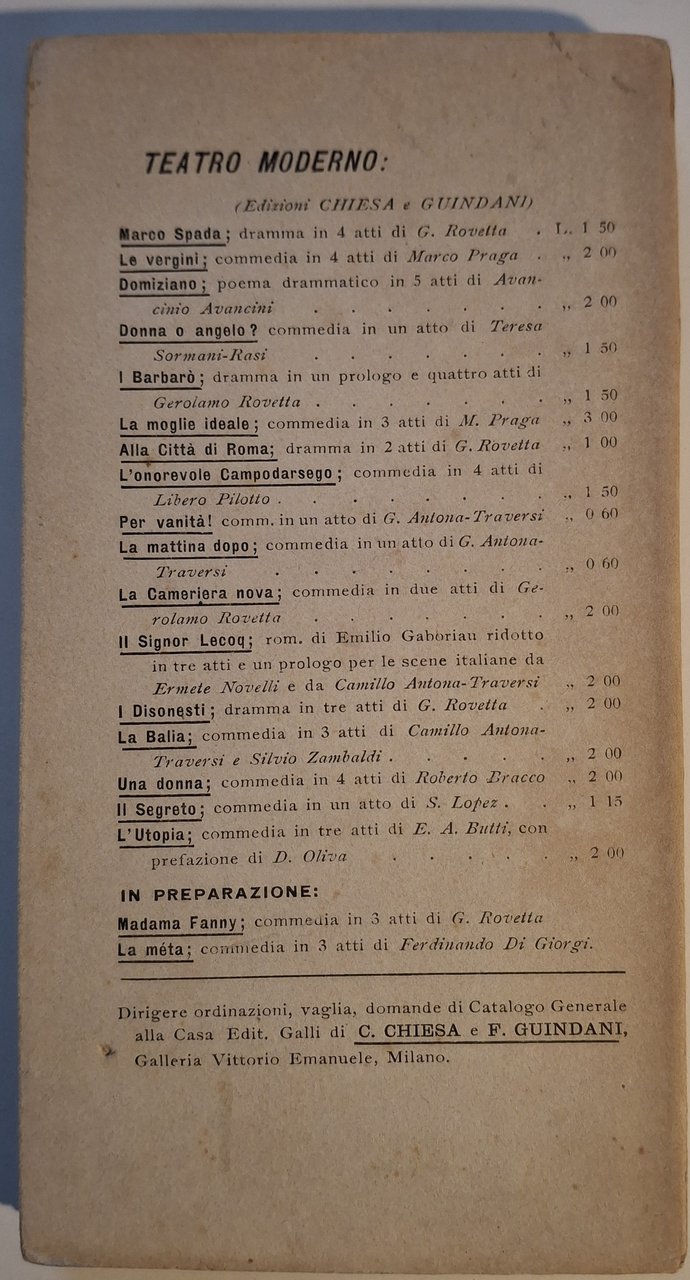 TEATRO MODERNO:
(Edizioni CHIESA e GUINDANI)
Marco Spada; dramma in 4 atti di G. Rovetta . L. 1 50
Le vergini; commedia in 4 atti di Marco Praga . „ 2 00
Domiziano; poema drammatico in 5 atti di Avan-
cinio Avancini . . . . . . „ 2 00
Donna o angelo? commedia in un atto di Teresa
Sormani-Rasi . . . . . . „ 1 50
I Barbarò; dramma in un prologo e quattro atti di
Gerolamo Rovetta . . . . . . „ 1 50
La moglie ideale; commedia in 3 atti di M. Praga „ 3 00
Alla Città di Roma; dramma in 2 atti di G. Rovetta „ 1 00
L'onorevole Campodarsego; commedia in 4 atti di
Libero Pilotto . . . . . . . „ 1 50
Per vanità! comm. in un atto di G. Antona-Traversi „ 0 60
La mattina dopo; commedia in un atto di G. Antona-
Traversi . . . . . . . „ 0 60
La Cameriera nova; commedia in due atti di Ge-
rolamo Rovetta . . . . . . „ 2 00
Il Signor Lecoq; rom. di Emilio Gaboriau ridotto
in tre atti e un prologo per le scene italiane da
Ermete Novelli e da Camillo Antona-Traversi „ 2 00
I Disonesti; dramma in tre atti di G. Rovetta . „ 2 00
La Balia; commedia in 3 atti di Camillo Antona-
Traversi e Silvio Zambaldi . . . . . „ 2 00
Una donna; commedia in 4 atti di Roberto Bracco „ 2 00
Il Segreto; commedia in un atto di S. Lopez . . „ 1 15
L'Utopia; commedia in tre atti di E. A. Butti, con
prefazione di D. Oliva . . . . . „ 2 00
IN PREPARAZIONE:
Madama Fanny; commedia in 3 atti di G. Rovetta
La méta; commedia in 3 atti di Ferdinando Di Giorgi.
Dirigere ordinazioni, vaglia, domande di Catalogo Generale
alla Casa Edit. Galli di C. CHIESA e F. GUINDANI,
Galleria Vittorio Emanuele, Milano.